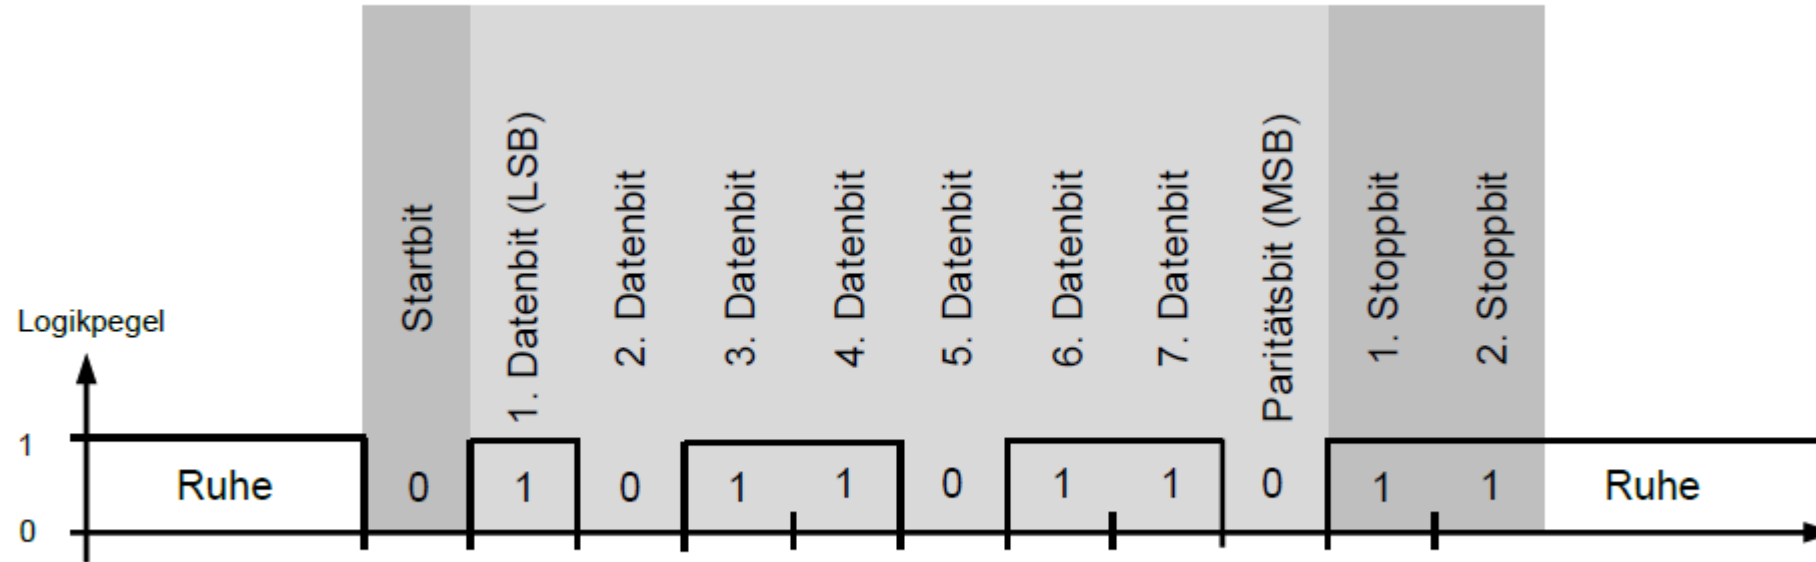 Startbit
1. Datenbit (LSB)
2. Datenbit
3. Datenbit
4. Datenbit
5. Datenbit
6. Datenbit
7. Datenbit
Paritätsbit (MSB)
1. Stoppbit
2. Stoppbit
Logikpegel
1
Ruhe 0 1 0 1 1 0 1 1 0 1 1 Ruhe
0